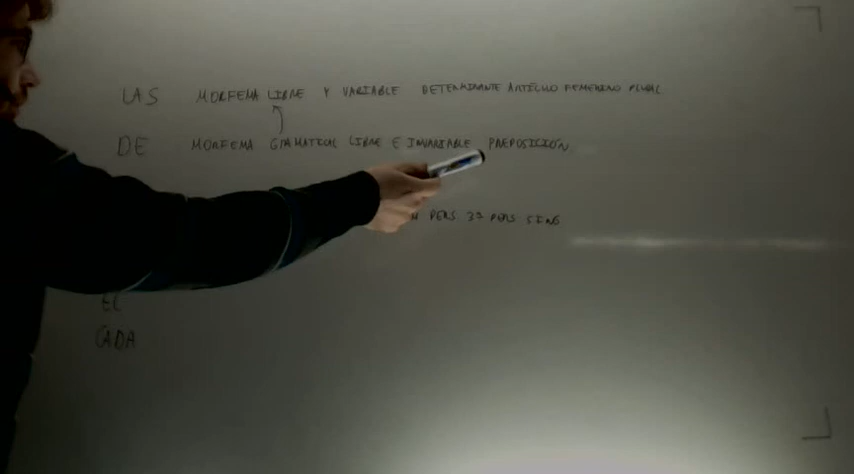 LAS MORFEMA LIBRE Y VARIABLE DETERMINANTE ARTÍCULO FEMENINO PLURAL
DE MORFEMA GRAMATICAL LIBRE E INVARIABLE PREPOSICIÓN
PERS. 3ª PERS SING
EL
CADA